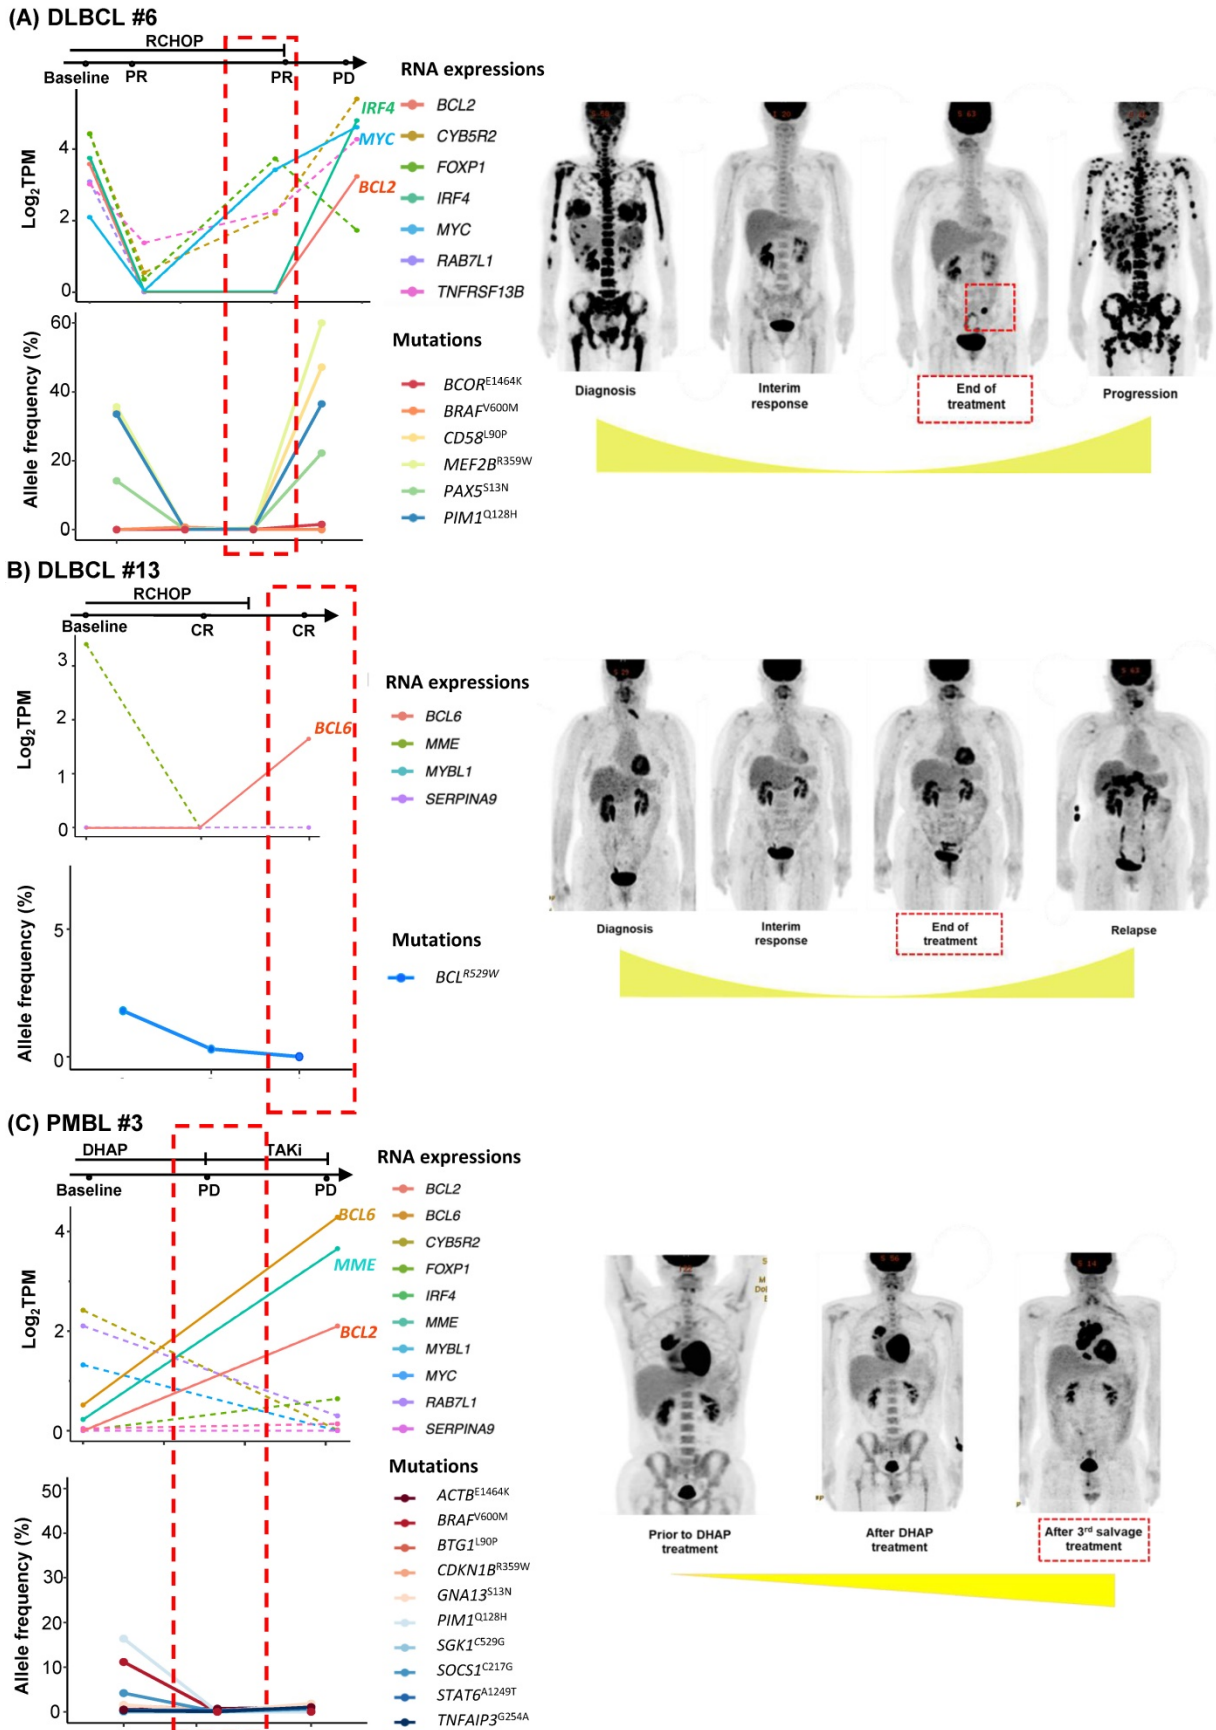 (A) DLBCL #6
RCHOP
Baseline
PR
PR
PD
RNA expressions
BCL2
CYB5R2
FOXP1
IRF4
MYC
RAB7L1
TNFRSF13B
Log2TPM
4
2
0
IRF4
MYC
BCL2
Allele frequency (%)
60
40
20
0
Mutations
BCOR E1464K
BRAF V600M
CD58 L90P
MEF2B R359W
PAX5 S13N
PIM1 Q128H
Diagnosis
Interim
response
End of
treatment
Progression
B) DLBCL #13
RCHOP
Baseline
CR
CR
Log2TPM
3
2
1
0
BCL6
RNA expressions
BCL6
MME
MYBL1
SERPINA9
Allele frequency (%)
5
0
Mutations
BCL R529W
Diagnosis
Interim
response
End of
treatment
Relapse
(C) PMBL #3
DHAP
TAKi
Baseline
PD
PD
RNA expressions
BCL2
BCL6
CYB5R2
FOXP1
IRF4
MME
MYBL1
MYC
RAB7L1
SERPINA9
Log2TPM
4
2
0
BCL6
MME
BCL2
Allele frequency (%)
50
40
30
20
10
0
Mutations
ACTB E1464K
BRAF V600M
BTG1 L90P
CDKN1B R359W
GNA13 S13N
PIM1 Q128H
SGK1 C529G
SOCS1 C217G
STAT6 A1249T
TNFAIP3 G254A
Prior to DHAP
treatment
After DHAP
treatment
After 3rd salvage
treatment